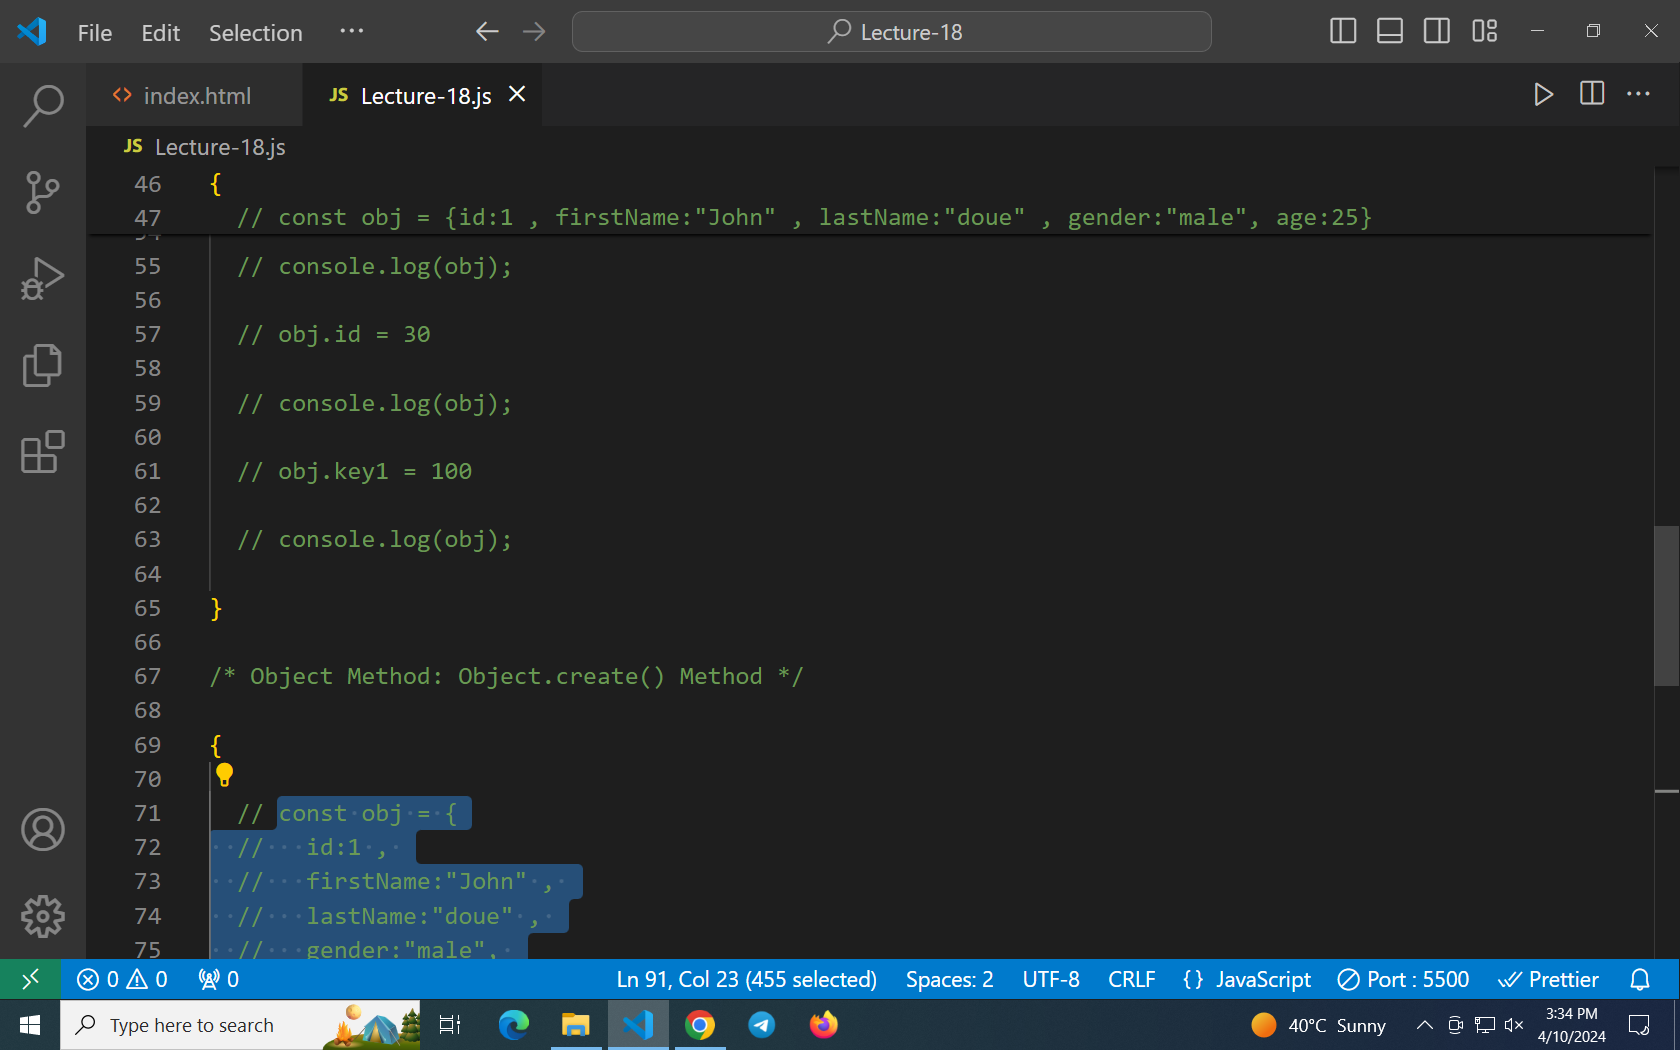 File Edit Selection ···
Lecture-18
index.html
JS Lecture-18.js
JS Lecture-18.js
46 {
47 // const obj = {id:1 , firstName:"John" , lastName:"doue" , gender:"male", age:25}
55 // console.log(obj);
56
57 // obj.id = 30
58
59 // console.log(obj);
60
61 // obj.key1 = 100
62
63 // console.log(obj);
64
65 }
66
67 /* Object Method: Object.create() Method */
68
69 {
70
71 // const obj = {
72 // id:1 ,
73 // firstName:"John" ,
74 // lastName:"doue" ,
75 // gender:"male",
0 0 0 Ln 91, Col 23 (455 selected) Spaces: 2 UTF-8 CRLF {} JavaScript Port : 5500 Prettier
Type here to search
40°C Sunny
3:34 PM
4/10/2024